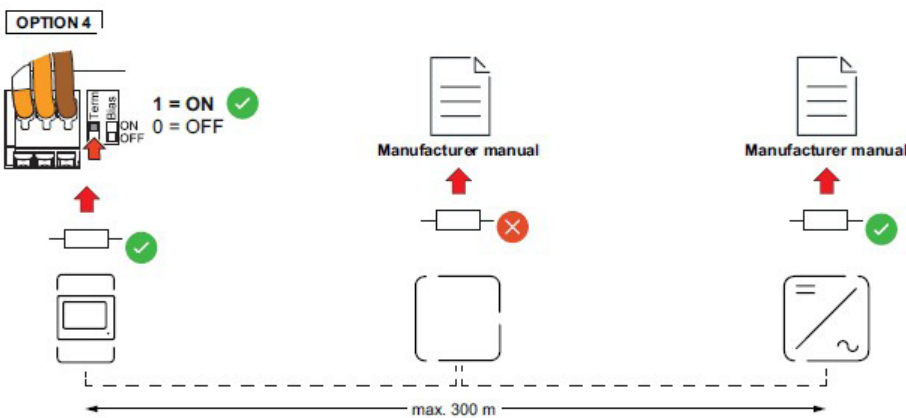 OPTION 4
Term
Bias
ON
OFF
1 = ON
0 = OFF
Manufacturer manual
Manufacturer manual
max. 300 m